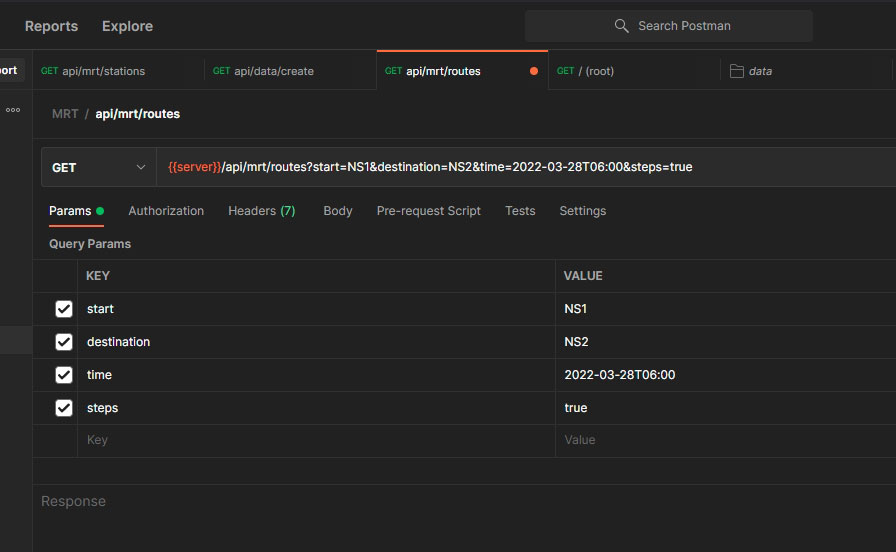 Reports Explore Search Postman
ort GET api/mrt/stations GET api/data/create GET api/mrt/routes GET / (root) data
MRT / api/mrt/routes
GET {{server}}/api/mrt/routes?start=NS1&destination=NS2&time=2022-03-28T06:00&steps=true
Params Authorization Headers (7) Body Pre-request Script Tests Settings
Query Params
KEY VALUE
start NS1
destination NS2
time 2022-03-28T06:00
steps true
Key Value
Response